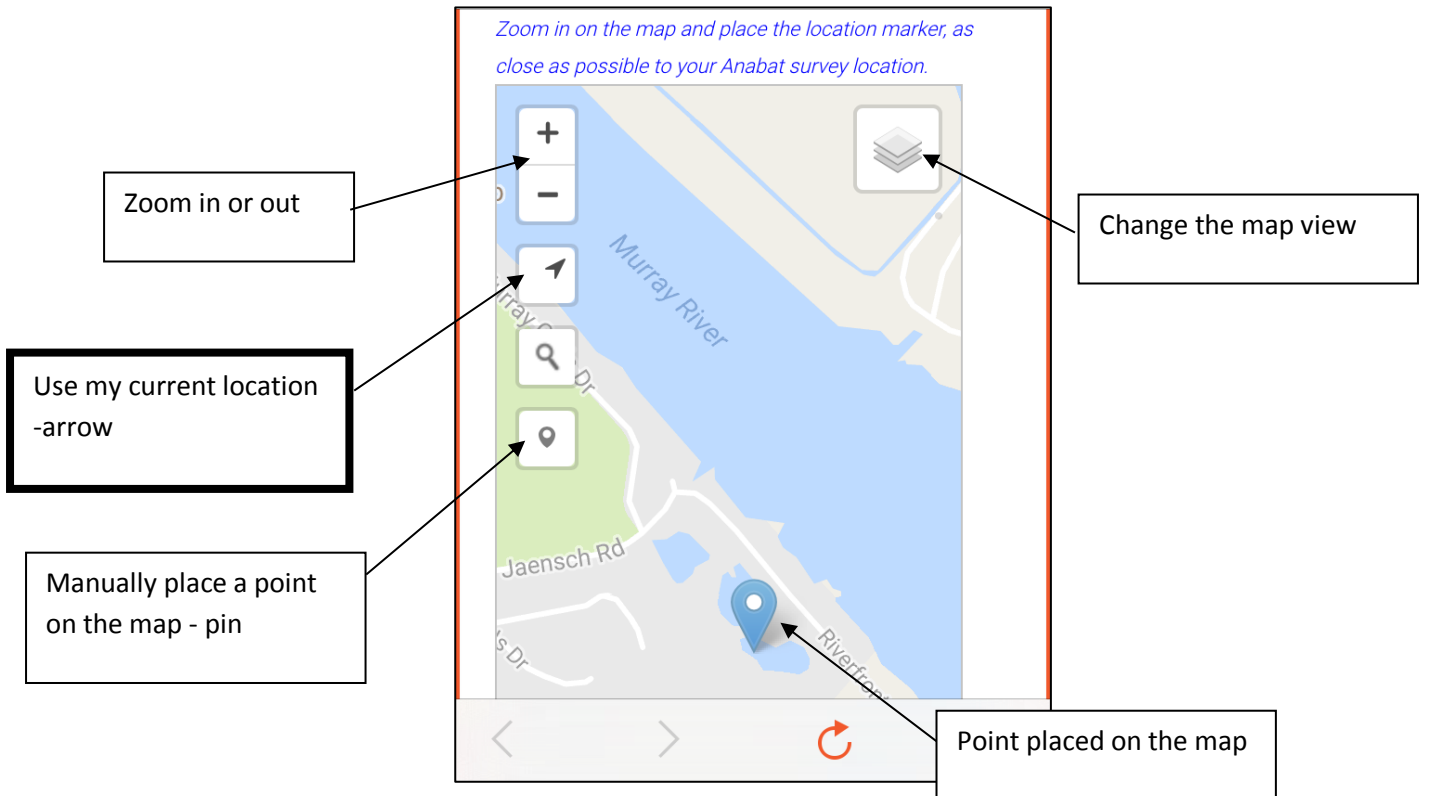 Zoom in on the map and place the location marker, as
close as possible to your Anabat survey location.
Zoom in or out
Change the map view
Murray River
Use my current location
-arrow
Dr
Manually place a point
on the map - pin
Jaensch Rd
Dr
Point placed on the map